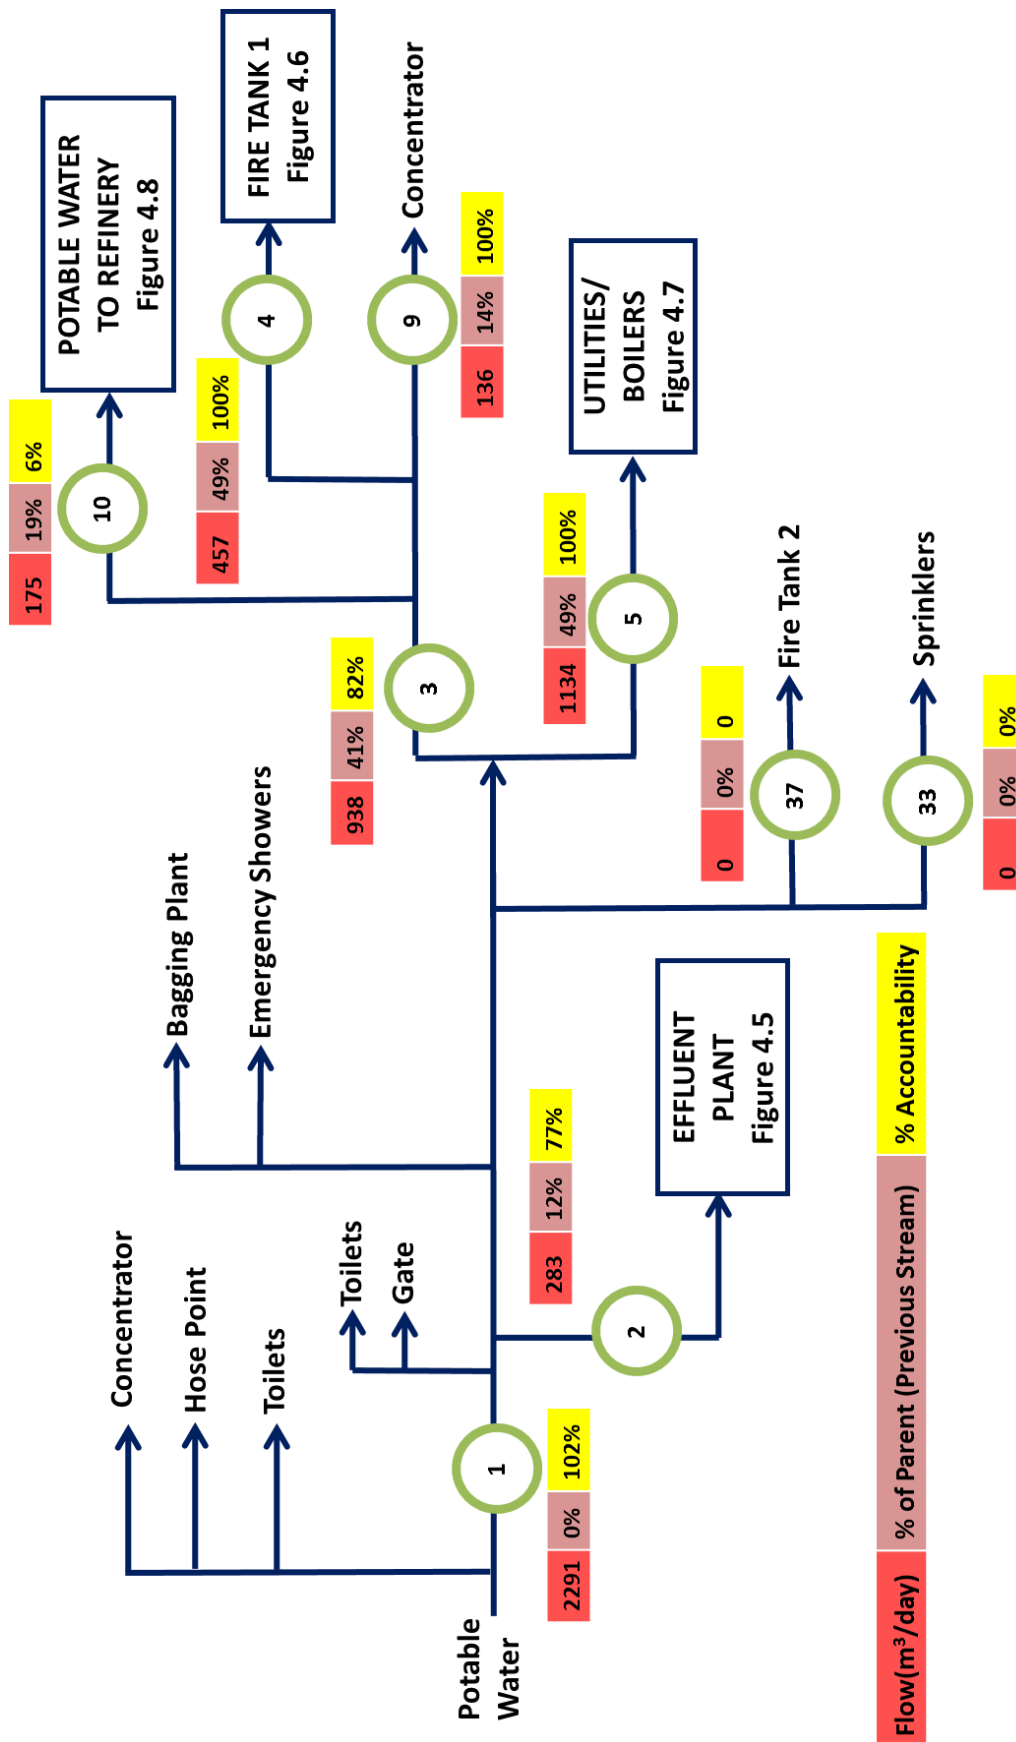 Concentrator
Hose Point
Toilets
Toilets
Gate
Bagging Plant
Emergency Showers
Potable
Water
1
2291 0% 102%
2
283 12% 77%
EFFLUENT
PLANT
Figure 4.5
3
938 41% 82%
10
175 19% 6%
POTABLE WATER
TO REFINERY
Figure 4.8
4
457 49% 100%
FIRE TANK 1
Figure 4.6
9
Concentrator
136 14% 100%
5
1134 49% 100%
UTILITIES/
BOILERS
Figure 4.7
37
0 0% 0
Fire Tank 2
33
Sprinklers
0 0% 0%
Flow(m³/day) % of Parent (Previous Stream) % Accountability